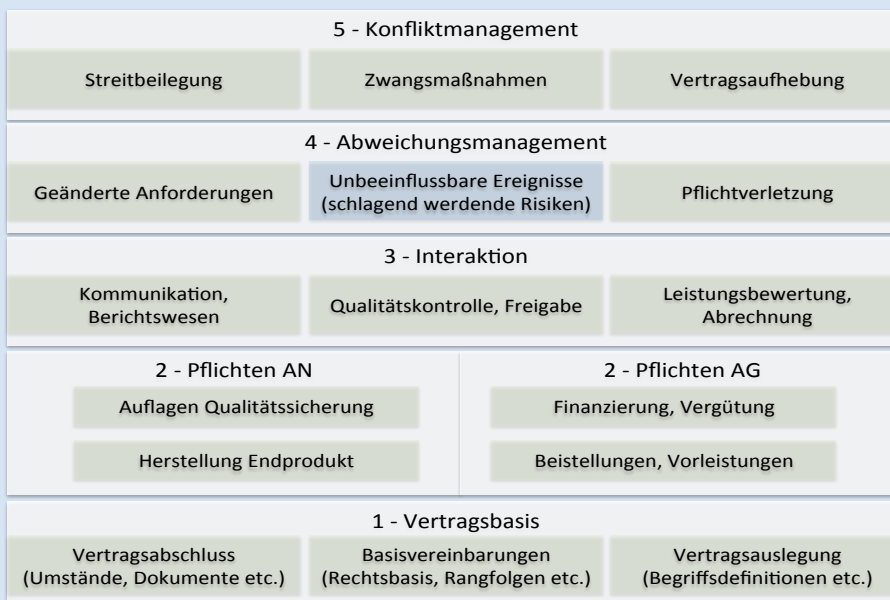 5 - Konfliktmanagement
Streitbeilegung
Zwangsmaßnahmen
Vertragsaufhebung
4 - Abweichungsmanagement
Geänderte Anforderungen
Unbeeinflussbare Ereignisse
(schlagend werdende Risiken)
Pflichtverletzung
3 - Interaktion
Kommunikation,
Berichtswesen
Qualitätskontrolle, Freigabe
Leistungsbewertung,
Abrechnung
2 - Pflichten AN
Auflagen Qualitätssicherung
Herstellung Endprodukt
2 - Pflichten AG
Finanzierung, Vergütung
Beistellungen, Vorleistungen
1 - Vertragsbasis
Vertragsabschluss
(Umstände, Dokumente etc.)
Basisvereinbarungen
(Rechtsbasis, Rangfolgen etc.)
Vertragsauslegung
(Begriffsdefinitionen etc.)